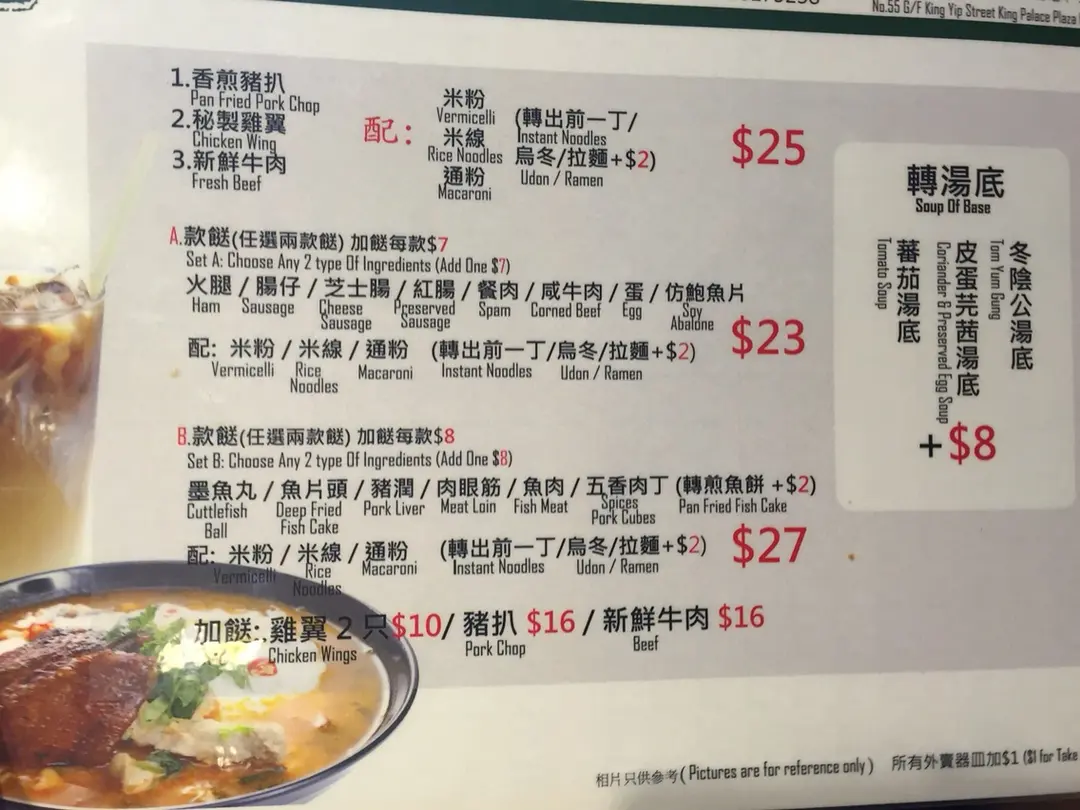 No.55 G/F King Yip Street King Palace Plaza
1.香煎豬扒
Pan Fried Pork Chop
2.秘製雞翼
Chicken Wing
3.新鮮牛肉
Fresh Beef
配:
米粉
Vermicelli
米線
Rice Noodles
通粉
Macaroni
(轉出前一丁/
Instant Noodles
烏冬/拉麵+$2)
Udon / Ramen
$25
A.款餸(任選兩款餸) 加餸每款$7
Set A: Choose Any 2 type Of Ingredients (Add One $7)
火腿 / 腸仔 / 芝士腸 / 紅腸 / 餐肉 / 咸牛肉 / 蛋 / 仿鮑魚片
Ham Sausage Cheese Sausage Preserved Sausage Spam Corned Beef Egg Soy Abalone
$23
配: 米粉 / 米線 / 通粉 (轉出前一丁/烏冬/拉麵+$2)
Vermicelli Rice Noodles Macaroni Instant Noodles Udon / Ramen
B.款餸(任選兩款餸) 加餸每款$8
Set B: Choose Any 2 type Of Ingredients (Add One $8)
墨魚丸 / 魚片頭 / 豬潤 / 肉眼筋 / 魚肉 / 五香肉丁 (轉煎魚餅 +$2)
Cuttlefish Ball Deep Fried Fish Cake Pork Liver Meat Loin Fish Meat Spices Pork Cubes Pan Fried Fish Cake
配: 米粉 / 米線 / 通粉 (轉出前一丁/烏冬/拉麵+$2) $27
Vermicelli Rice Noodles Macaroni Instant Noodles Udon / Ramen
加餸: 雞翼 2 只$10/ 豬扒 $16 / 新鮮牛肉 $16
Chicken Wings Pork Chop Beef
轉湯底
Soup Of Base
冬陰公湯底
Tom Yum Gung
皮蛋芫茜湯底
Coriander & Preserved Egg Soup
蕃茄湯底
Tomato Soup
+$8
相片只供參考(Pictures are for reference only) 所有外賣器皿加$1 ($1 for Take